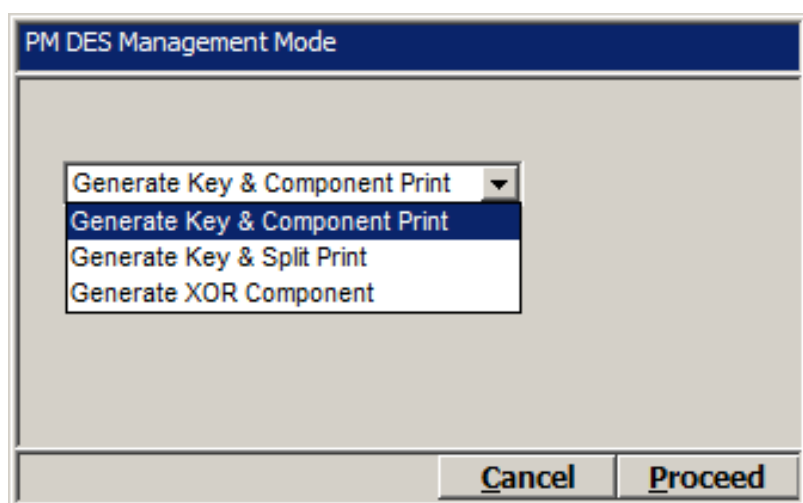 PM DES Management Mode
Generate Key & Component Print
Generate Key & Component Print
Generate Key & Split Print
Generate XOR Component
Cancel Proceed